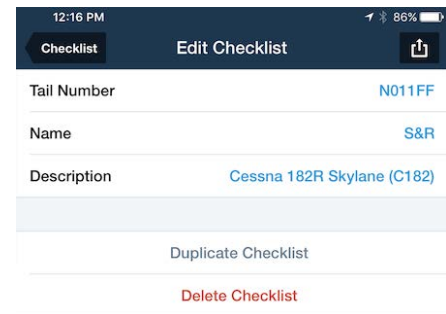 12:16 PM 86%
Checklist Edit Checklist
Tail Number N011FF
Name S&R
Description Cessna 182R Skylane (C182)
Duplicate Checklist
Delete Checklist